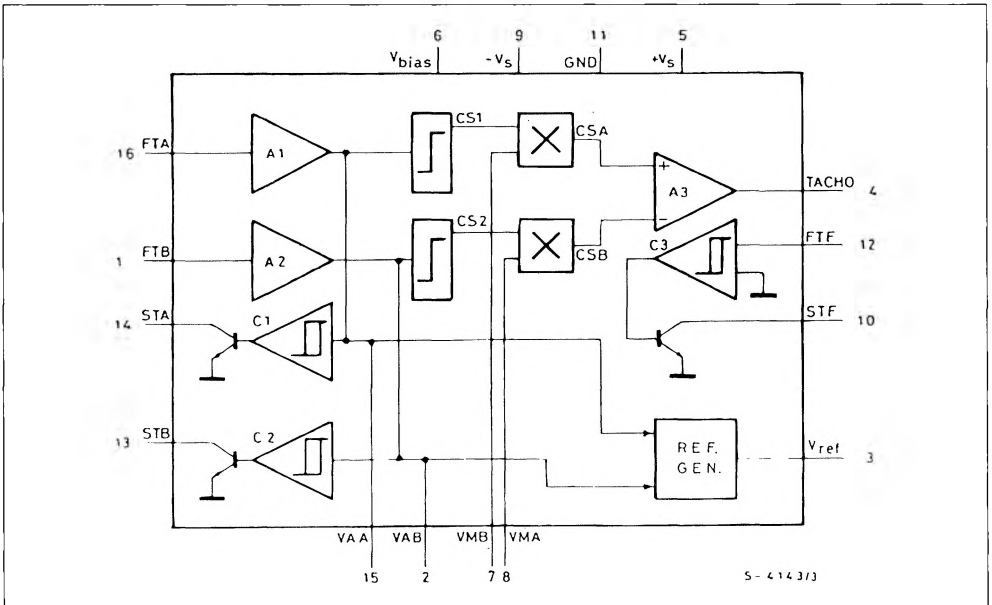 6 9 11 5
Vbias -Vs GND +Vs
CS1 CSA
16 FTA A1 A3 TACHO 4
+
−
CS2 CSB
1 FTB A2 C3 FTF 12
14 STA C1 STF 10
13 STB C2 REF. GEN. Vref 3
VAA VAB VMB VMA
15 2 7 8
S-4143/3